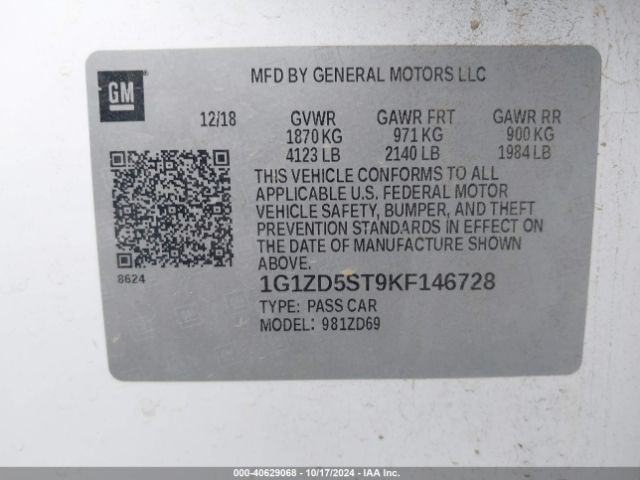 GM
MFD BY GENERAL MOTORS LLC
12/18 GVWR GAWR FRT GAWR RR
1870 KG 971 KG 900 KG
4123 LB 2140 LB 1984 LB
THIS VEHICLE CONFORMS TO ALL
APPLICABLE U.S. FEDERAL MOTOR
VEHICLE SAFETY, BUMPER, AND THEFT
PREVENTION STANDARDS IN EFFECT ON
THE DATE OF MANUFACTURE SHOWN
ABOVE.
8624
1G1ZD5ST9KF146728
TYPE: PASS CAR
MODEL: 981ZD69
000-40629068 - 10/17/2024 - IAA Inc.